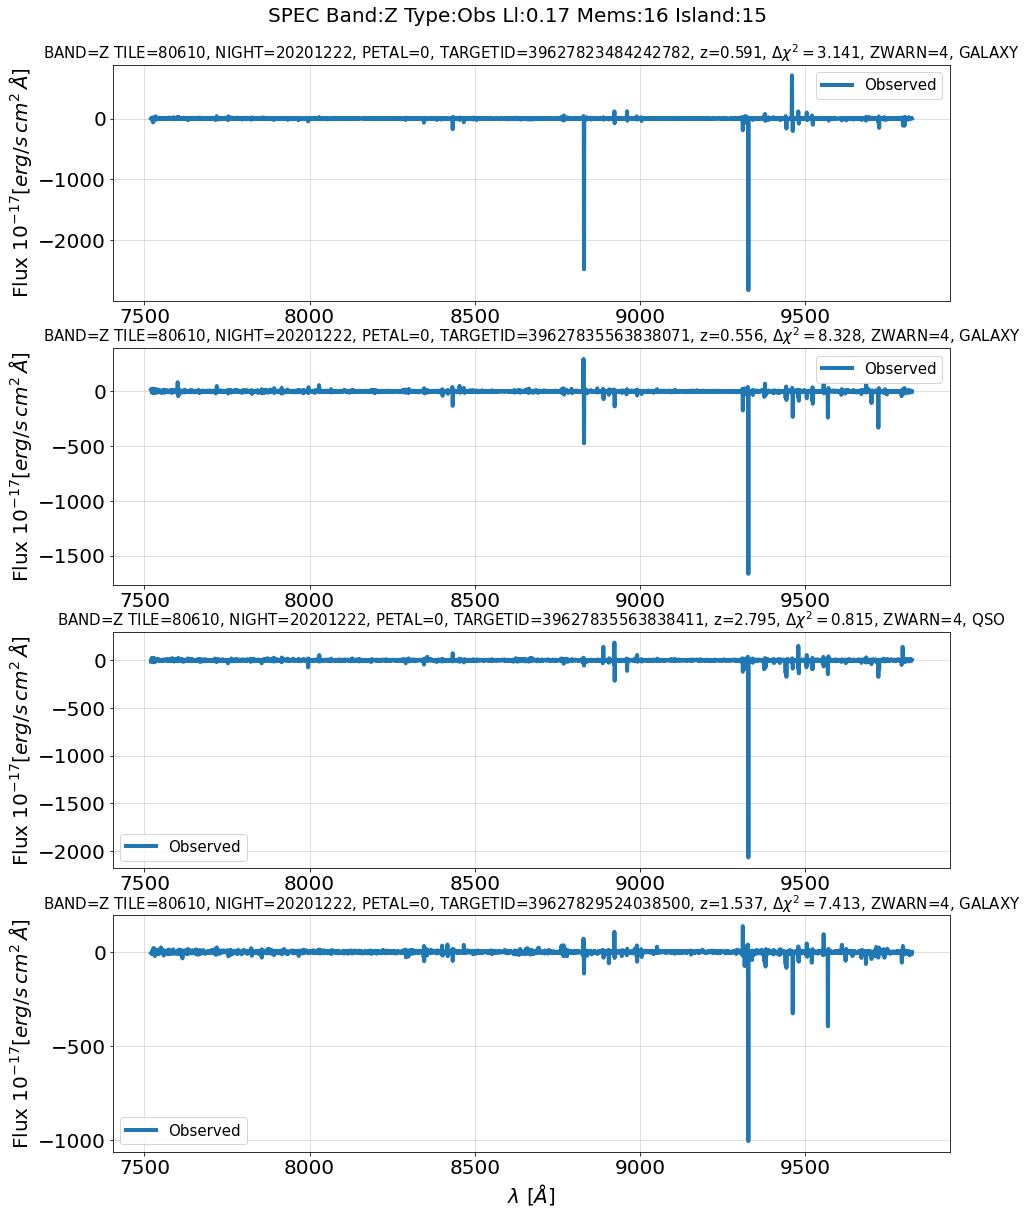 SPEC Band:Z Type:Obs Ll:0.17 Mems:16 Island:15
BAND=Z TILE=80610, NIGHT=20201222, PETAL=0, TARGETID=39627823484242782, z=0.591, Δχ²=3.141, ZWARN=4, GALAXY
Flux 10⁻¹⁷[erg/s cm² Å]
0
−1000
−2000
Observed
7500 8000 8500 9000 9500
BAND=Z TILE=80610, NIGHT=20201222, PETAL=0, TARGETID=39627835563838071, z=0.556, Δχ²=8.328, ZWARN=4, GALAXY
Flux 10⁻¹⁷[erg/s cm² Å]
0
−500
−1000
−1500
Observed
7500 8000 8500 9000 9500
BAND=Z TILE=80610, NIGHT=20201222, PETAL=0, TARGETID=39627835563838411, z=2.795, Δχ²=0.815, ZWARN=4, QSO
Flux 10⁻¹⁷[erg/s cm² Å]
0
−500
−1000
−1500
−2000
Observed
7500 8000 8500 9000 9500
BAND=Z TILE=80610, NIGHT=20201222, PETAL=0, TARGETID=39627829524038500, z=1.537, Δχ²=7.413, ZWARN=4, GALAXY
Flux 10⁻¹⁷[erg/s cm² Å]
0
−500
−1000
Observed
7500 8000 8500 9000 9500
λ [Å]